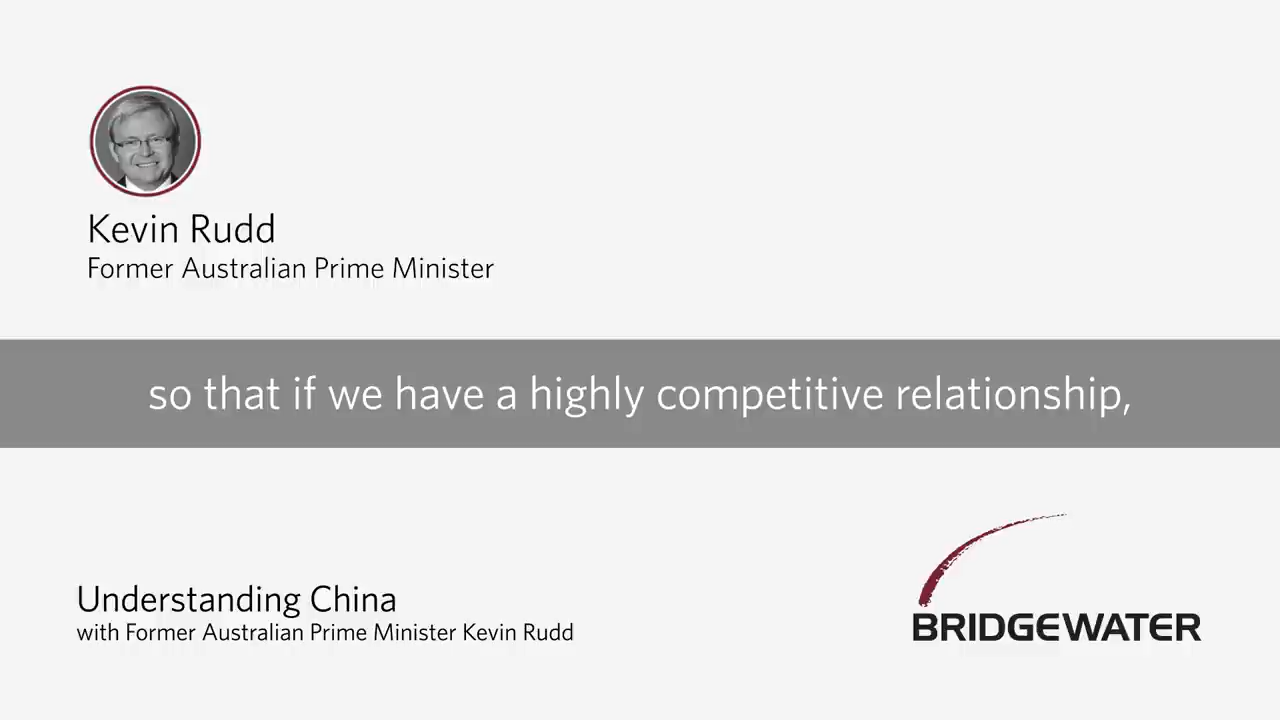 Kevin Rudd
Former Australian Prime Minister
so that if we have a highly competitive relationship,
Understanding China
with Former Australian Prime Minister Kevin Rudd
BRIDGEWATER